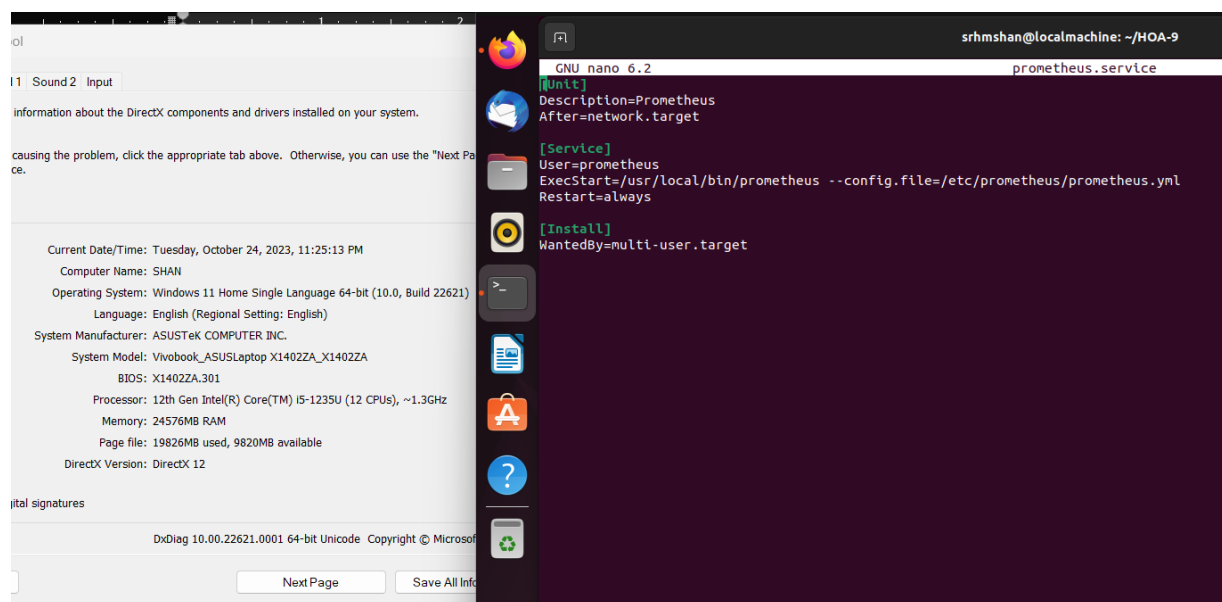 1 2
ool
11 Sound 2 Input
information about the DirectX components and drivers installed on your system.
causing the problem, click the appropriate tab above. Otherwise, you can use the "Next Pa
ce.
Current Date/Time: Tuesday, October 24, 2023, 11:25:13 PM
Computer Name: SHAN
Operating System: Windows 11 Home Single Language 64-bit (10.0, Build 22621)
Language: English (Regional Setting: English)
System Manufacturer: ASUSTeK COMPUTER INC.
System Model: Vivobook_ASUSLaptop X1402ZA_X1402ZA
BIOS: X1402ZA.301
Processor: 12th Gen Intel(R) Core(TM) i5-1235U (12 CPUs), ~1.3GHz
Memory: 24576MB RAM
Page file: 19826MB used, 9820MB available
DirectX Version: DirectX 12
gital signatures
DxDiag 10.00.22621.0001 64-bit Unicode Copyright © Microsof
Next Page Save All Info
srhmshan@localmachine: ~/HOA-9
GNU nano 6.2 prometheus.service
[Unit]
Description=Prometheus
After=network.target
[Service]
User=prometheus
ExecStart=/usr/local/bin/prometheus --config.file=/etc/prometheus/prometheus.yml
Restart=always
[Install]
WantedBy=multi-user.target